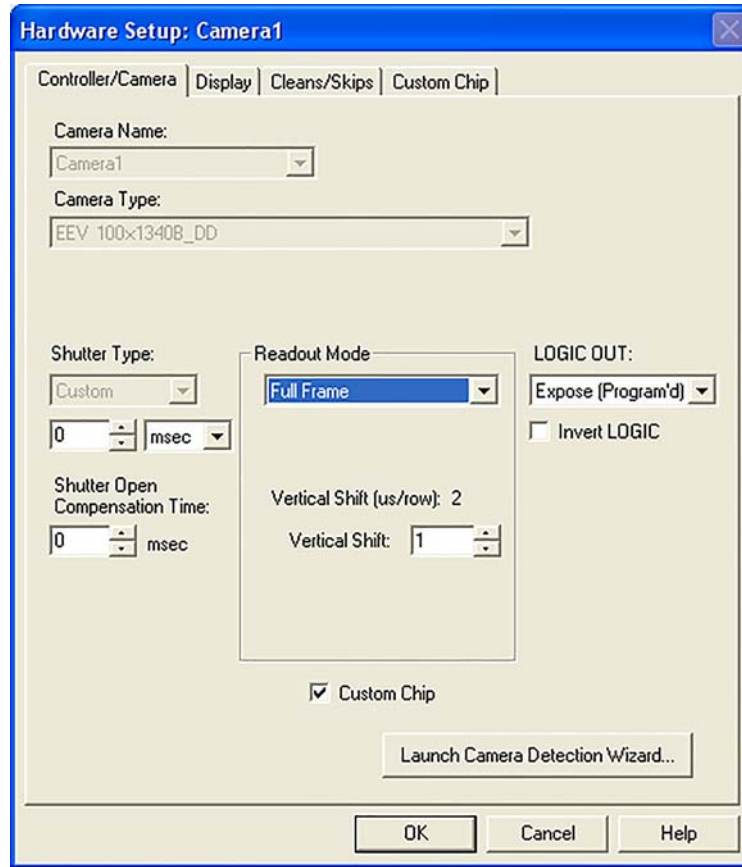 Hardware Setup: Camera1
Controller/Camera Display Cleans/Skips Custom Chip
Camera Name:
Camera1
Camera Type:
EEV 100x1340B_DD
Shutter Type:
Custom
0 msec
Shutter Open
Compensation Time:
0 msec
Readout Mode
Full Frame
Vertical Shift (us/row): 2
Vertical Shift: 1
LOGIC OUT:
Expose (Program'd)
Invert LOGIC
Custom Chip
Launch Camera Detection Wizard...
OK Cancel Help